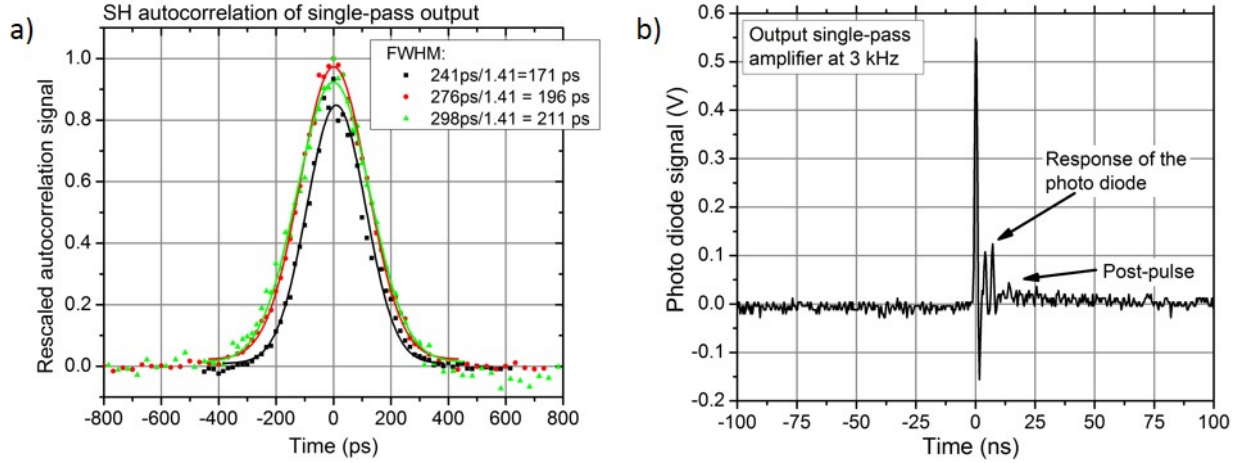 a)
SH autocorrelation of single-pass output
FWHM:
241ps/1.41=171 ps
276ps/1.41 = 196 ps
298ps/1.41 = 211 ps
Rescaled autocorrelation signal
1.0
0.8
0.6
0.4
0.2
0.0
-800 -400 -200 0 200 400 600 800
Time (ps)
b)
Output single-pass
amplifier at 3 kHz
Response of the
photo diode
Post-pulse
Photo diode signal (V)
0.6
0.5
0.4
0.3
0.2
0.1
0.0
-0.1
-0.2
-100 -75 -50 -25 0 25 50 75 100
Time (ns)